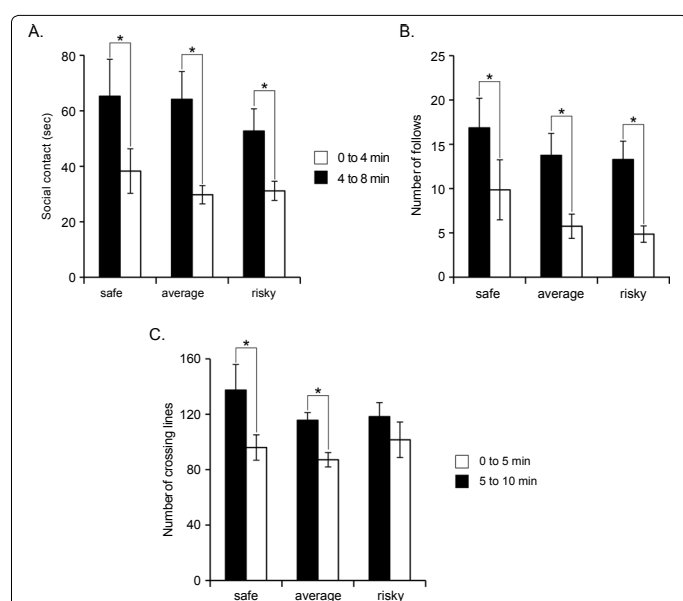 A.
Social contact (sec)
80
60
40
20
0
*
*
*
safe
average
risky
0 to 4 min
4 to 8 min
B.
Number of follows
25
20
15
10
5
0
*
*
*
safe
average
risky
C.
Number of crossing lines
160
120
80
40
0
*
*
safe
average
risky
0 to 5 min
5 to 10 min